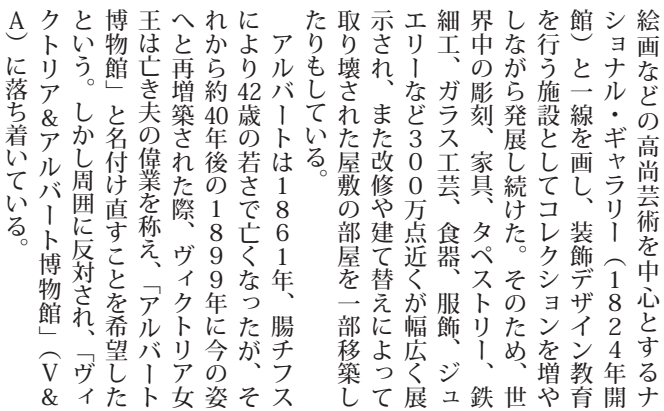 絵画などの高尚芸術を中心とするナ
ショナル・ギャラリー(1824年開
館)と一線を画し、装飾デザイン教育
を行う施設としてコレクションを増や
しながら発展し続けた。そのため、世
界中の彫刻、家具、タペストリー、鉄
細工、ガラス工芸、食器、服飾、ジュ
エリーなど300万点近くが幅広く展
示され、また改修や建て替えによって
取り壊された屋敷の部屋を一部移築し
たりもしている。
　アルバートは1861年、腸チフス
により42歳の若さで亡くなったが、そ
れから約40年後の1899年に今の姿
へと再増築された際、ヴィクトリア女
王は亡き夫の偉業を称え、「アルバート
博物館」と名付け直すことを希望した
という。しかし周囲に反対され、「ヴィ
クトリア&アルバート博物館」(V&
A)に落ち着いている。